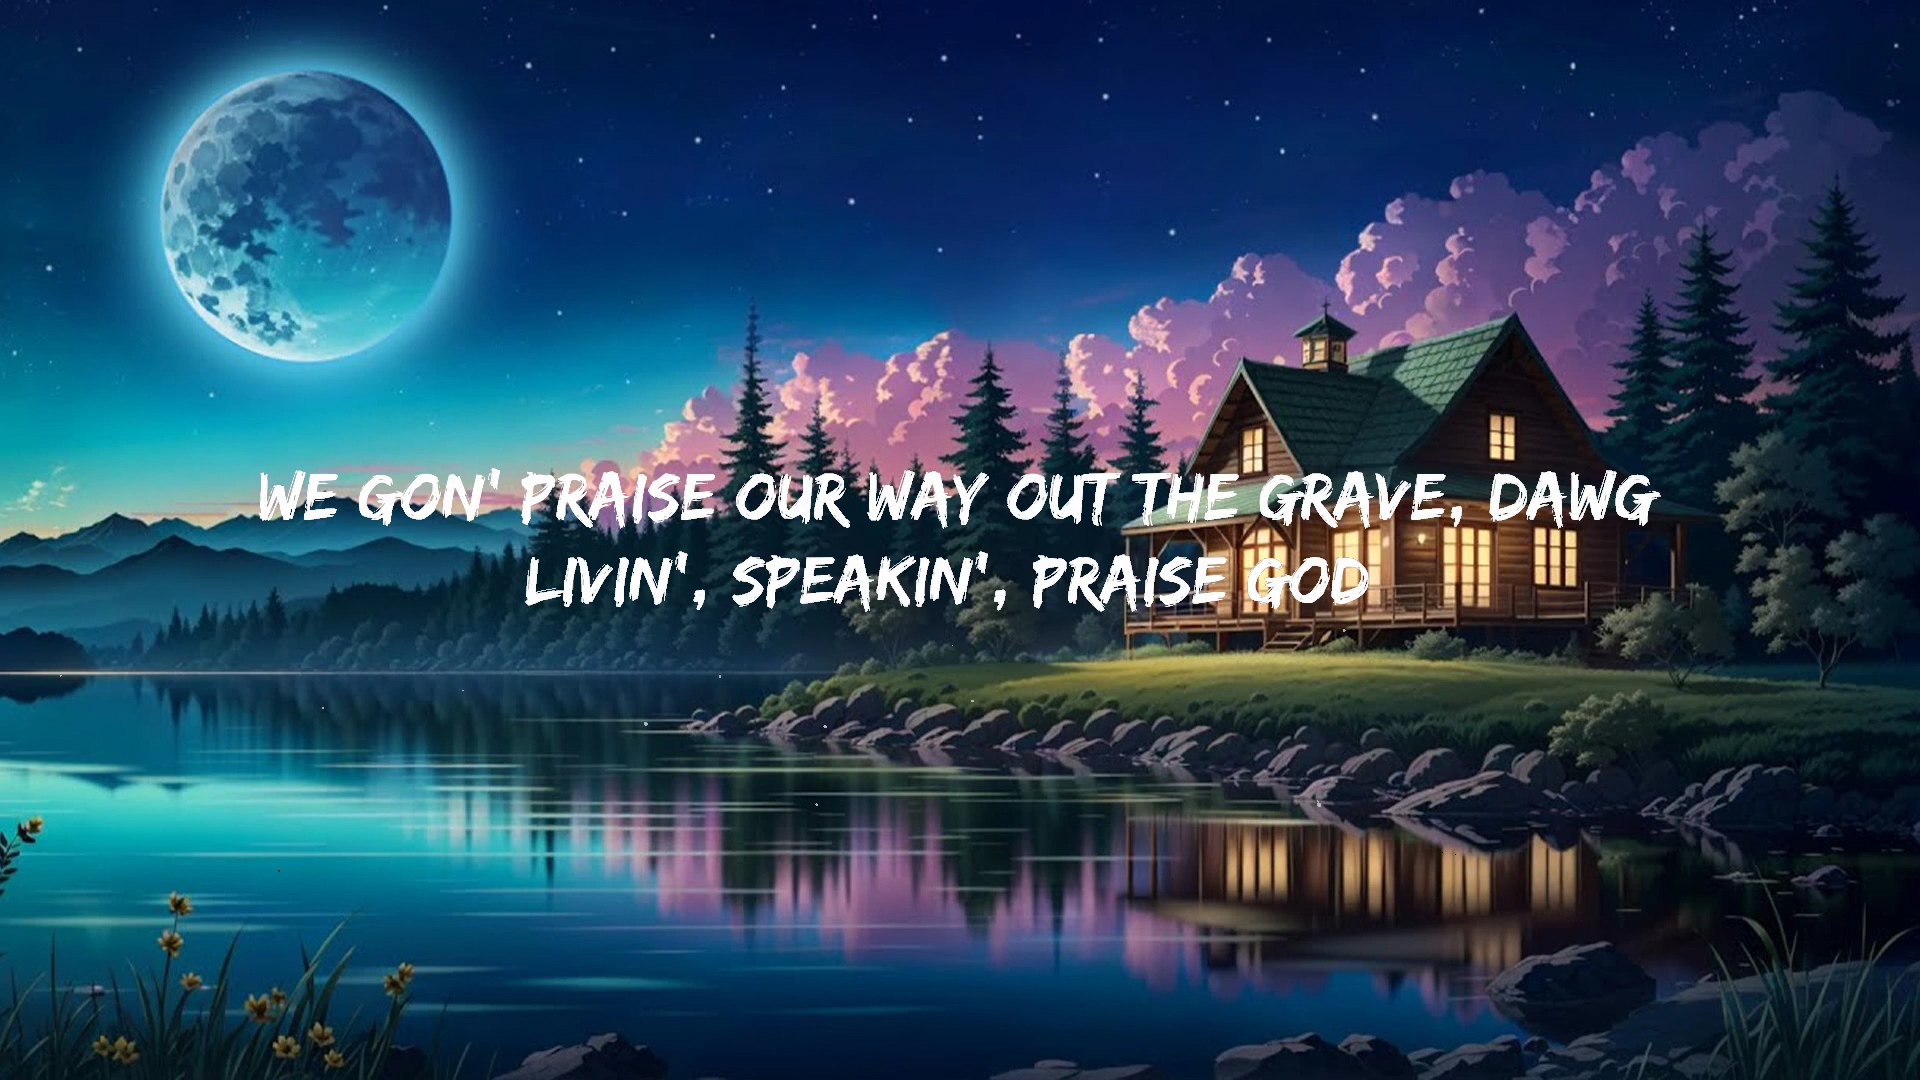 WE GON' PRAISE OUR WAY OUT THE GRAVE, DAWG
LIVIN', SPEAKIN', PRAISE GOD